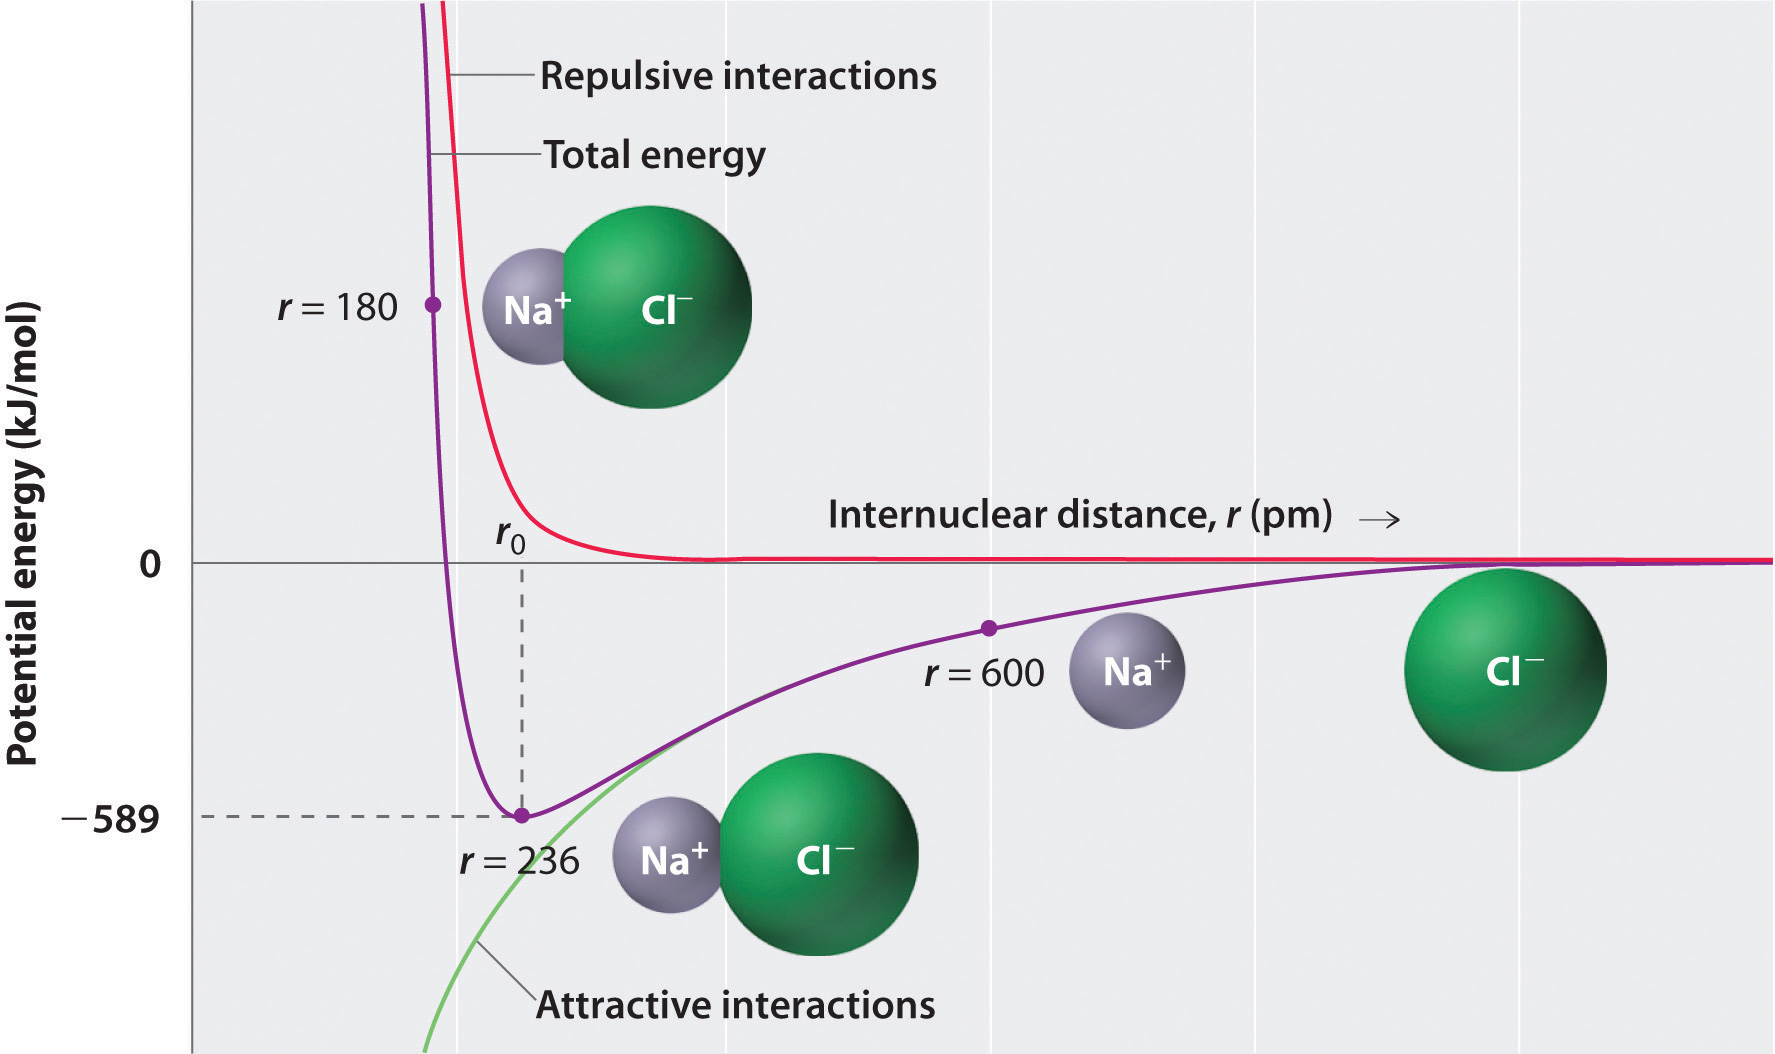 Repulsive interactions
Total energy
r = 180
Na⁺
Cl⁻
Potential energy (kJ/mol)
Internuclear distance, r (pm) →
r₀
0
r = 600
Na⁺
Cl⁻
−589
r = 236
Na⁺
Cl⁻
Attractive interactions